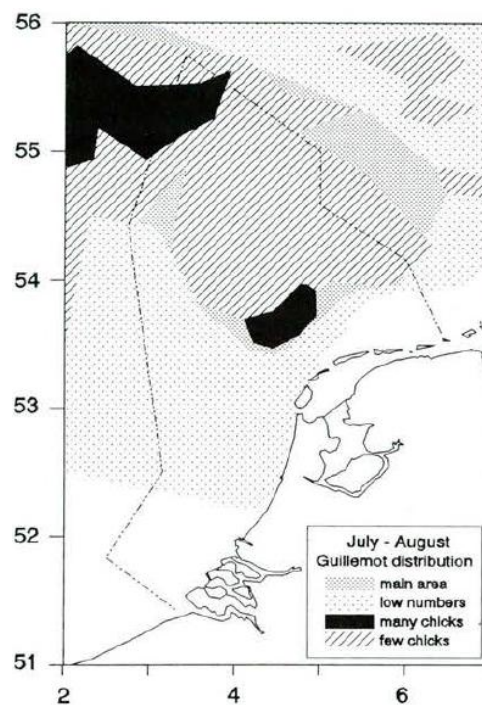 56
55
54
53
52
51
2
4
6
July - August
Guillemot distribution
main area
low numbers
many chicks
few chicks